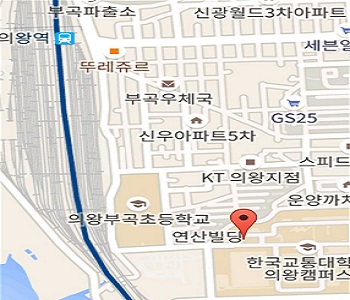 부곡파출소
신광월드3차아파트
의왕역
세븐일
뚜레쥬르
부곡우체국
GS25
신우아파트5차
스피드
KT 의왕지점
운양까치
의왕부곡초등학교
연산빌딩
한국교통대학
의왕캠퍼스